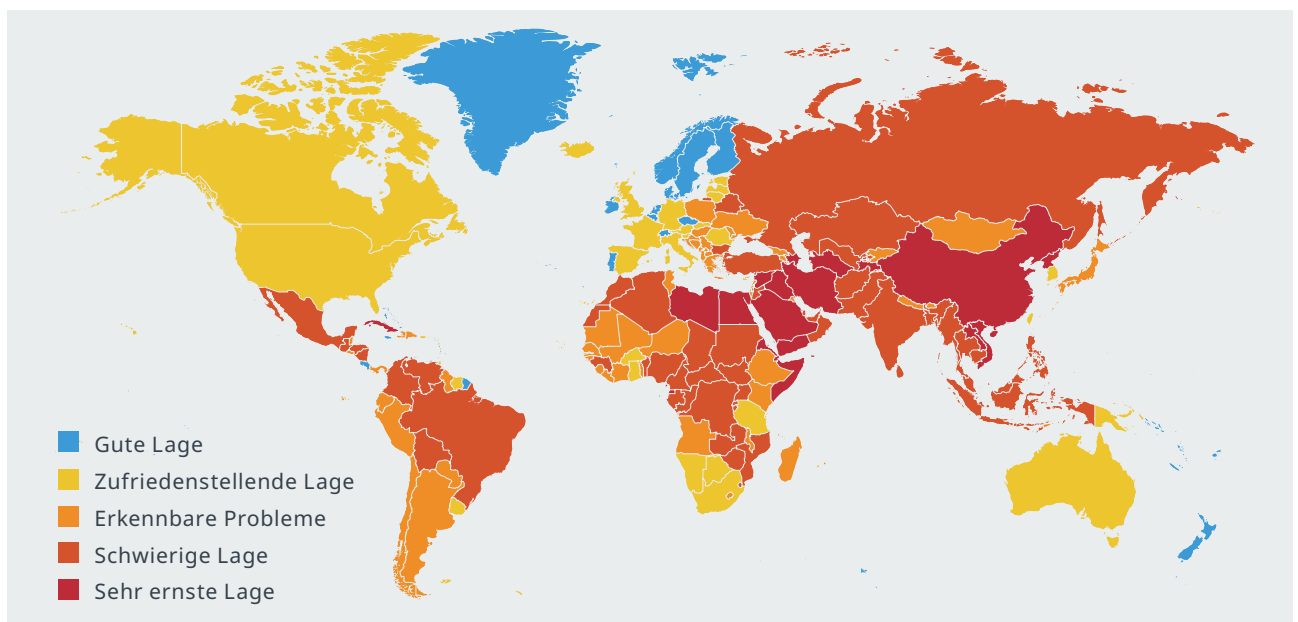 Gute Lage
Zufriedenstellende Lage
Erkennbare Probleme
Schwierige Lage
Sehr ernste Lage